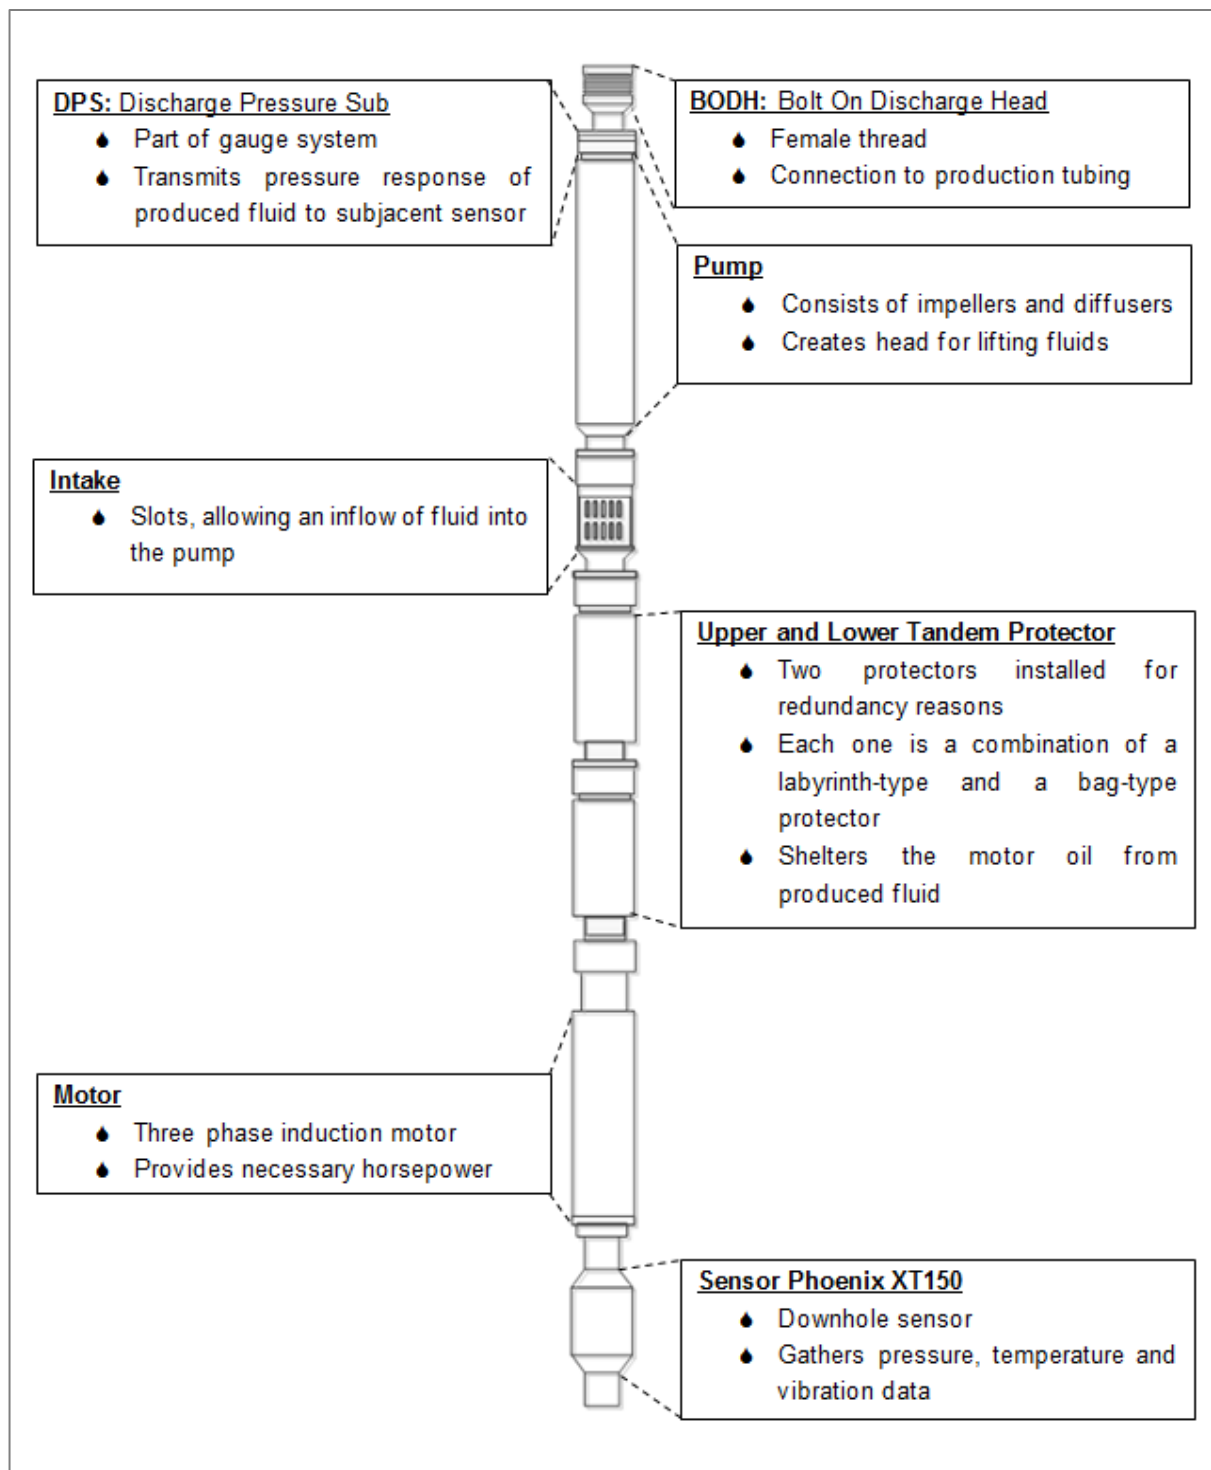 DPS: Discharge Pressure Sub
Part of gauge system
Transmits pressure response of
produced fluid to subjacent sensor
BODH: Bolt On Discharge Head
Female thread
Connection to production tubing
Pump
Consists of impellers and diffusers
Creates head for lifting fluids
Intake
Slots, allowing an inflow of fluid into
the pump
Upper and Lower Tandem Protector
Two protectors installed for
redundancy reasons
Each one is a combination of a
labyrinth-type and a bag-type
protector
Shelters the motor oil from
produced fluid
Motor
Three phase induction motor
Provides necessary horsepower
Sensor Phoenix XT150
Downhole sensor
Gathers pressure, temperature and
vibration data